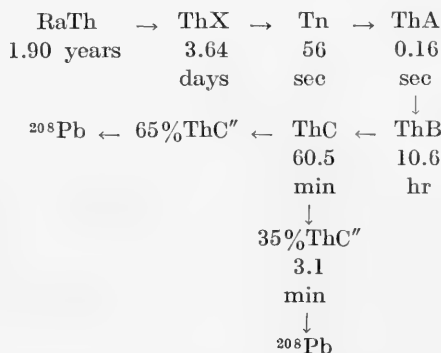 RaTh → ThX → Tn → ThA
1.90 years 3.64 56 0.16
days sec sec
↓
²⁰⁸Pb ← 65%ThC″ ← ThC ← ThB
60.5 10.6
min hr
↓
35%ThC″
3.1
min
↓
²⁰⁸Pb